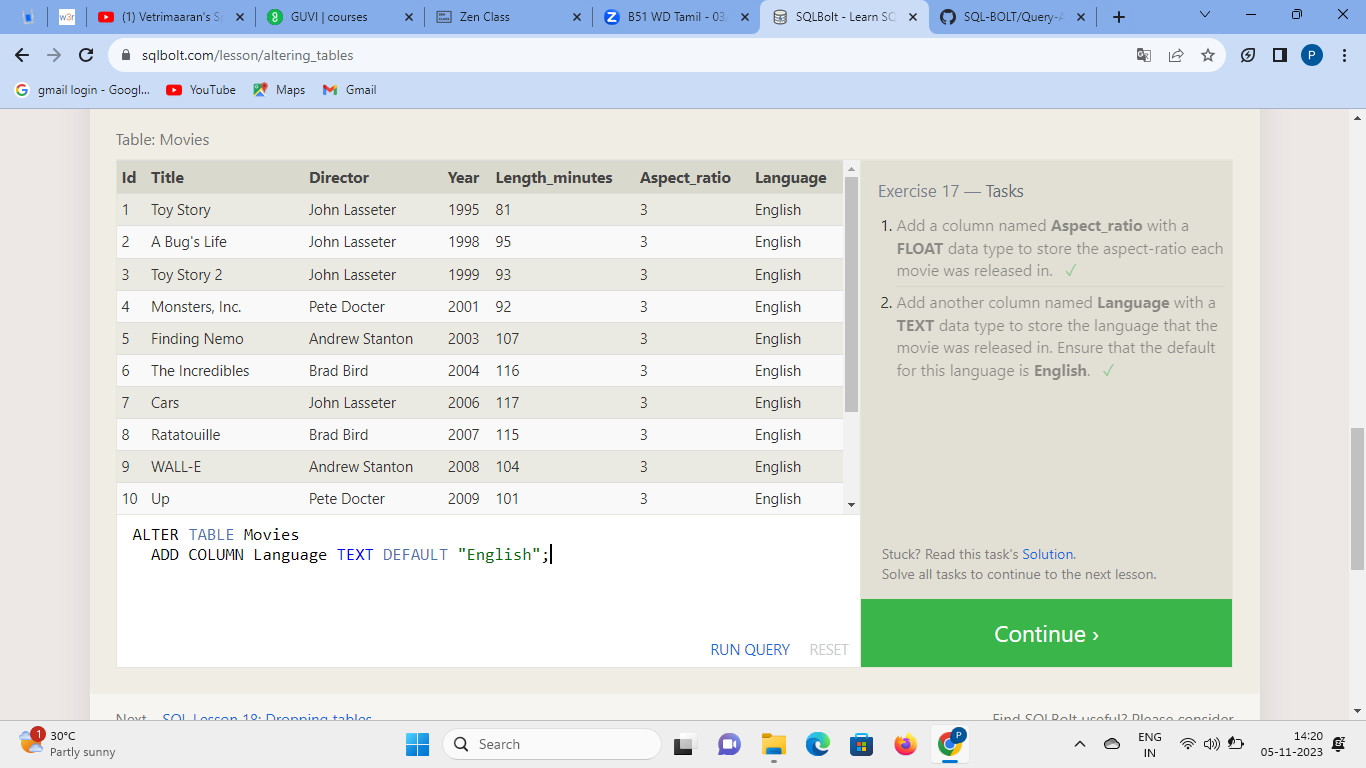 (1) Vetrimaaran's S
GUVI | courses
Zen Class
B51 WD Tamil - 03
SQLBolt - Learn SQ
SQL-BOLT/Query-A
sqlbolt.com/lesson/altering_tables
P
gmail login - Googl...
YouTube
Maps
Gmail
Table: Movies
Id Title Director Year Length_minutes Aspect_ratio Language
1 Toy Story John Lasseter 1995 81 3 English
2 A Bug's Life John Lasseter 1998 95 3 English
3 Toy Story 2 John Lasseter 1999 93 3 English
4 Monsters, Inc. Pete Docter 2001 92 3 English
5 Finding Nemo Andrew Stanton 2003 107 3 English
6 The Incredibles Brad Bird 2004 116 3 English
7 Cars John Lasseter 2006 117 3 English
8 Ratatouille Brad Bird 2007 115 3 English
9 WALL-E Andrew Stanton 2008 104 3 English
10 Up Pete Docter 2009 101 3 English
ALTER TABLE Movies
ADD COLUMN Language TEXT DEFAULT "English";
RUN QUERY RESET
Exercise 17 — Tasks
1. Add a column named Aspect_ratio with a
FLOAT data type to store the aspect-ratio each
movie was released in. ✓
2. Add another column named Language with a
TEXT data type to store the language that the
movie was released in. Ensure that the default
for this language is English. ✓
Stuck? Read this task's Solution.
Solve all tasks to continue to the next lesson.
Continue ›
Next – SQL Lesson 18: Dropping tables
Find SQLBolt useful? Please consider
1
30°C
Partly sunny
Search
P
ENG
IN
14:20
05-11-2023